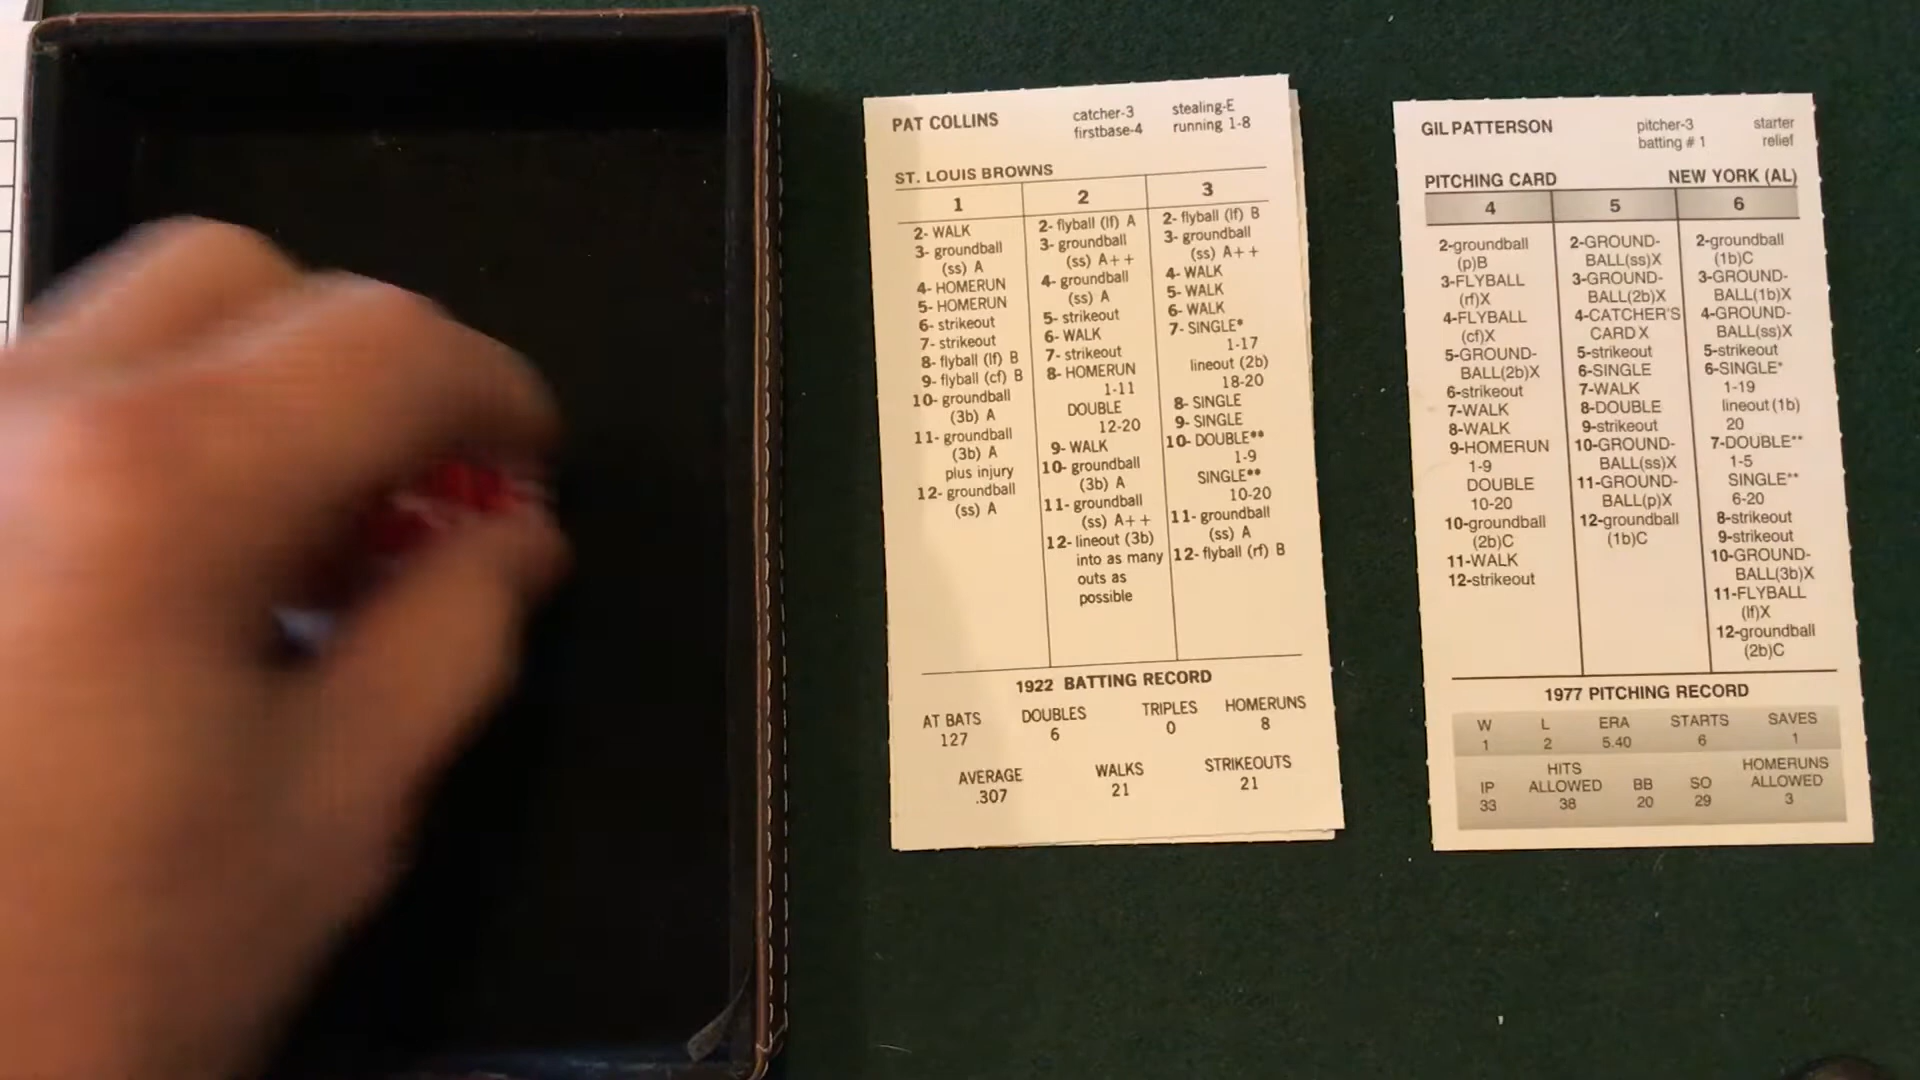 PAT COLLINS
catcher-3
firstbase-4
stealing-E
running 1-8
ST. LOUIS BROWNS
1
2- WALK
3- groundball
(ss) A
4- HOMERUN
5- HOMERUN
6- strikeout
7- strikeout
8- flyball (lf) B
9- flyball (cf) B
10- groundball
(3b) A
11- groundball
(3b) A
plus injury
12- groundball
(ss) A
2
2- flyball (lf) A
3- groundball
(ss) A++
4- groundball
(ss) A
5- strikeout
6- WALK
7- strikeout
8- HOMERUN
1-11
DOUBLE
12-20
9- WALK
10- groundball
(3b) A
11- groundball
(ss) A++
12- lineout (3b)
into as many
outs as
possible
3
2- flyball (lf) B
3- groundball
(ss) A++
4- WALK
5- WALK
6- WALK
7- SINGLE*
1-17
lineout (2b)
18-20
8- SINGLE
9- SINGLE
10- DOUBLE**
1-9
SINGLE**
10-20
11- groundball
(ss) A
12- flyball (rf) B
1922 BATTING RECORD
AT BATS DOUBLES TRIPLES HOMERUNS
127 6 0 8
AVERAGE WALKS STRIKEOUTS
.307 21 21
GIL PATTERSON
pitcher-3
batting # 1
starter
relief
PITCHING CARD NEW YORK (AL)
4
2-groundball
(p)B
3-FLYBALL
(rf)X
4-FLYBALL
(cf)X
5-GROUND-
BALL(2b)X
6-strikeout
7-WALK
8-WALK
9-HOMERUN
1-9
DOUBLE
10-20
10-groundball
(2b)C
11-WALK
12-strikeout
5
2-GROUND-
BALL(ss)X
3-GROUND-
BALL(2b)X
4-CATCHER'S
CARD X
5-strikeout
6-SINGLE
7-WALK
8-DOUBLE
9-strikeout
10-GROUND-
BALL(ss)X
11-GROUND-
BALL(p)X
12-groundball
(1b)C
6
2-groundball
(1b)C
3-GROUND-
BALL(1b)X
4-GROUND-
BALL(ss)X
5-strikeout
6-SINGLE*
1-19
lineout (1b)
20
7-DOUBLE**
1-5
SINGLE**
6-20
8-strikeout
9-strikeout
10-GROUND-
BALL(3b)X
11-FLYBALL
(lf)X
12-groundball
(2b)C
1977 PITCHING RECORD
W L ERA STARTS SAVES
1 2 5.40 6 1
IP HITS ALLOWED BB SO HOMERUNS ALLOWED
33 38 20 29 3